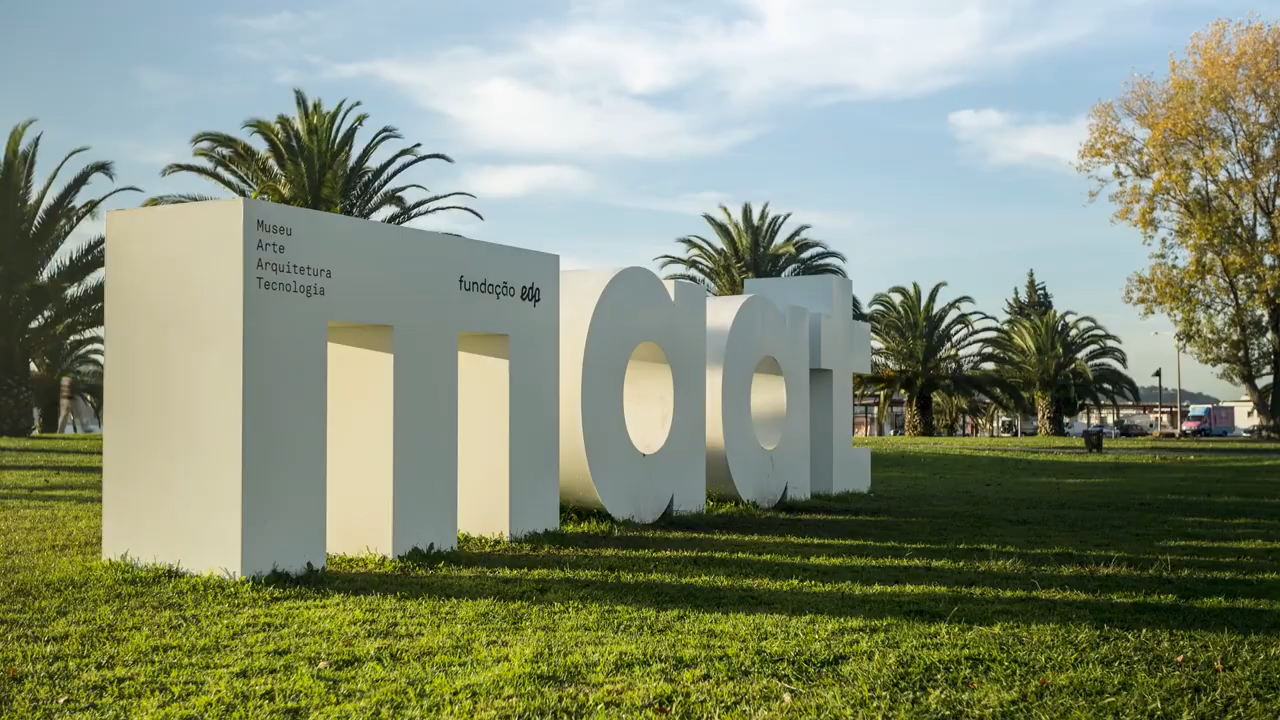 Museu
Arte
Arquitetura
Tecnologia
fundação edp
maat